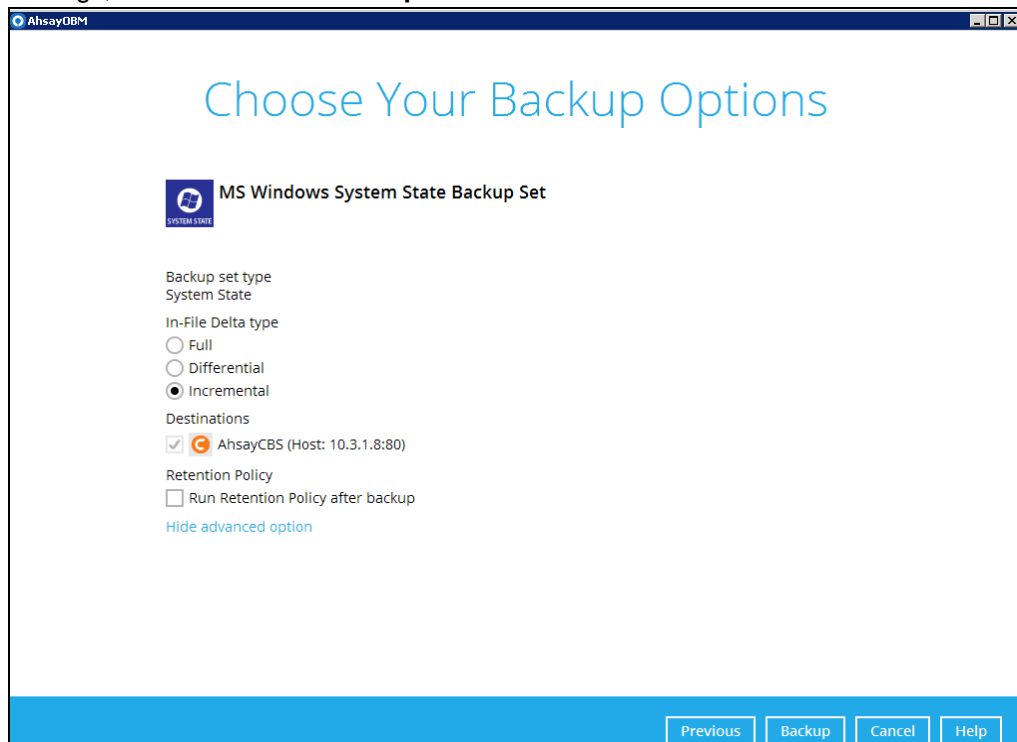 AhsayOBM
Choose Your Backup Options
MS Windows System State Backup Set
SYSTEM STATE
Backup set type
System State
In-File Delta type
Full
Differential
Incremental
Destinations
AhsayCBS (Host: 10.3.1.8:80)
Retention Policy
Run Retention Policy after backup
Hide advanced option
Previous Backup Cancel Help